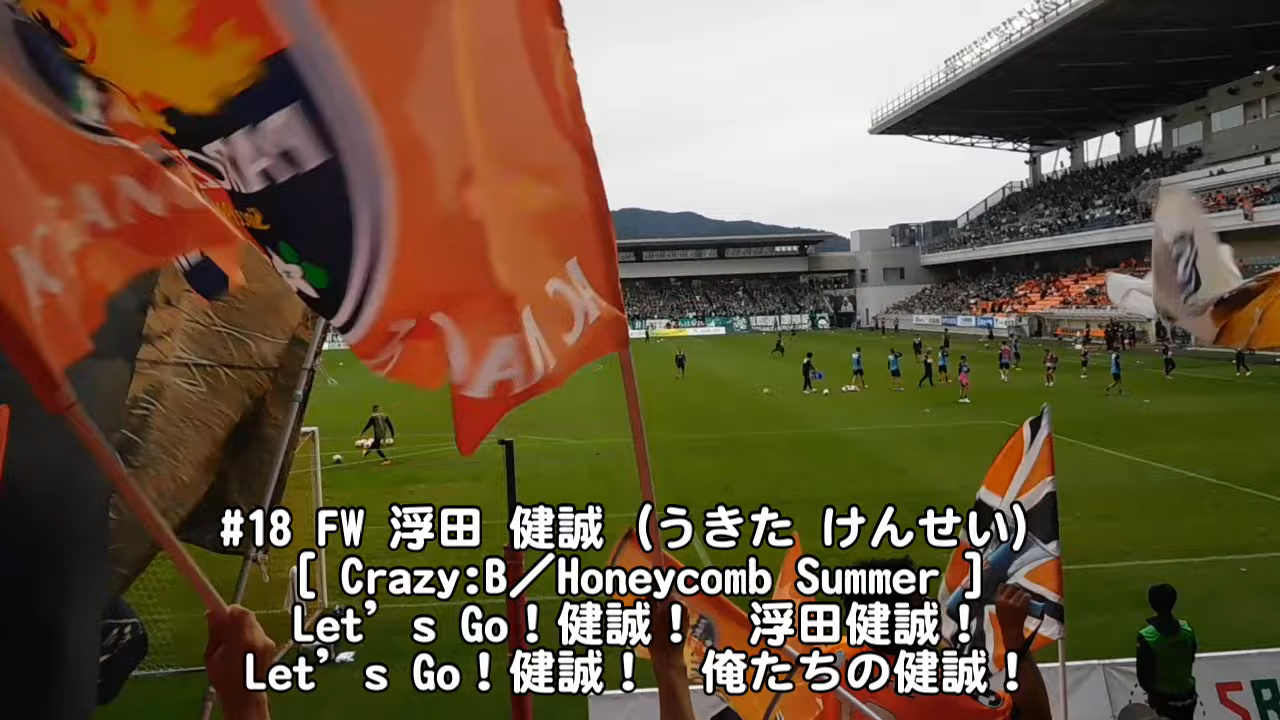 #18 FW 浮田 健誠 (うきた けんせい)
[ Crazy:B／Honeycomb Summer ]
Let’s Go！健誠！　浮田健誠！
Let’s Go！健誠！　俺たちの健誠！